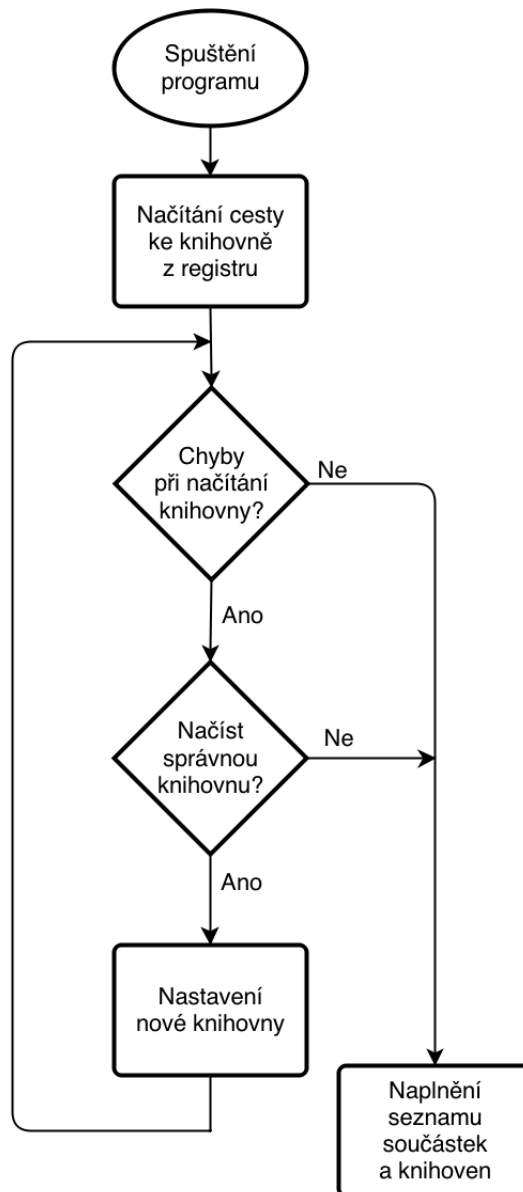 Spuštění
programu
Načítání cesty
ke knihovně
z registru
Chyby
při načítání
knihovny?
Ne
Ano
Načíst
správnou
knihovnu?
Ne
Ano
Nastavení
nové knihovny
Naplnění
seznamu
součástek
a knihoven